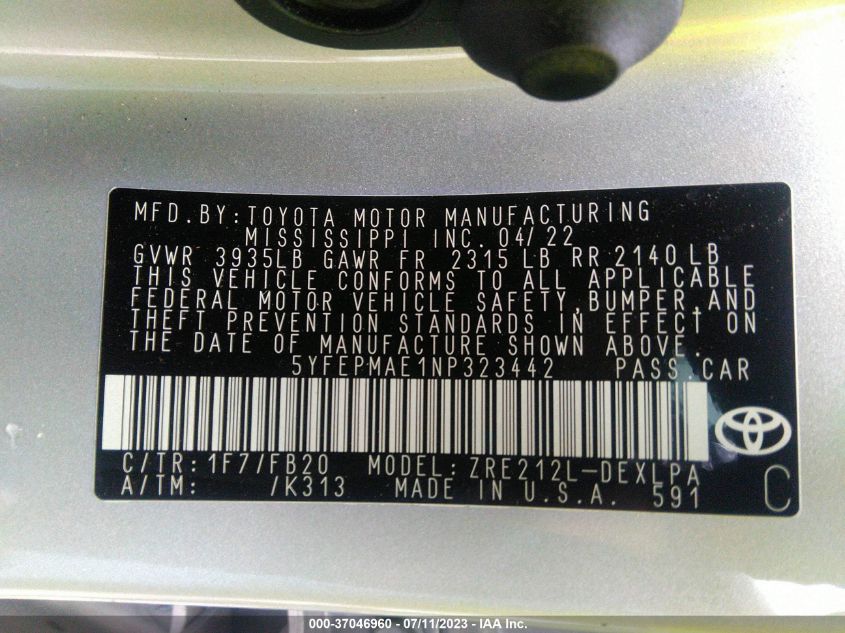 MFD.BY:TOYOTA MOTOR MANUFACTURING
MISSISSIPPI INC. 04/22
GVWR 3935LB GAWR FR 2315LB RR 2140LB
THIS VEHICLE CONFORMS TO ALL APPLICABLE
FEDERAL MOTOR VEHICLE SAFETY,BUMPER,AND
THEFT PREVENTION STANDARDS IN EFFECT ON
THE DATE OF MANUFACTURE SHOWN ABOVE.
5YFEPMAE1NP323442 PASS.CAR
C/TR:1F7/FB20 MODEL:ZRE212L-DEXLPA
A/TM: /K313 MADE IN U.S.A. 591
C
000-37046960 - 07/11/2023 - IAA Inc.